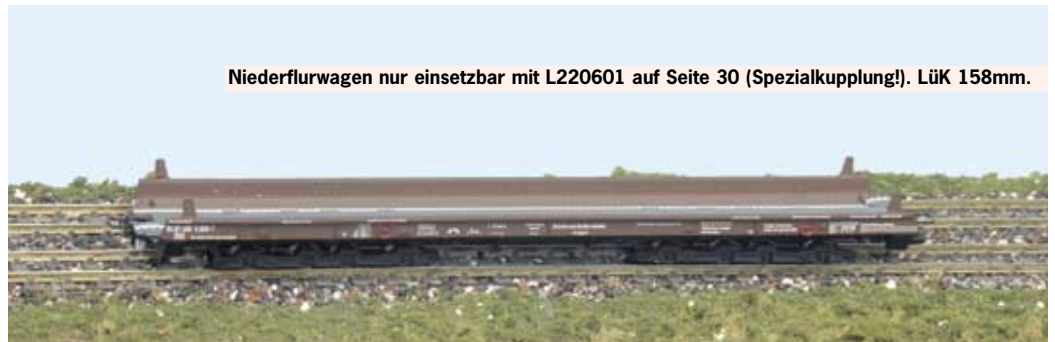 Niederflurwagen nur einsetzbar mit L220601 auf Seite 30 (Spezialkupplung!). LüK 158mm.